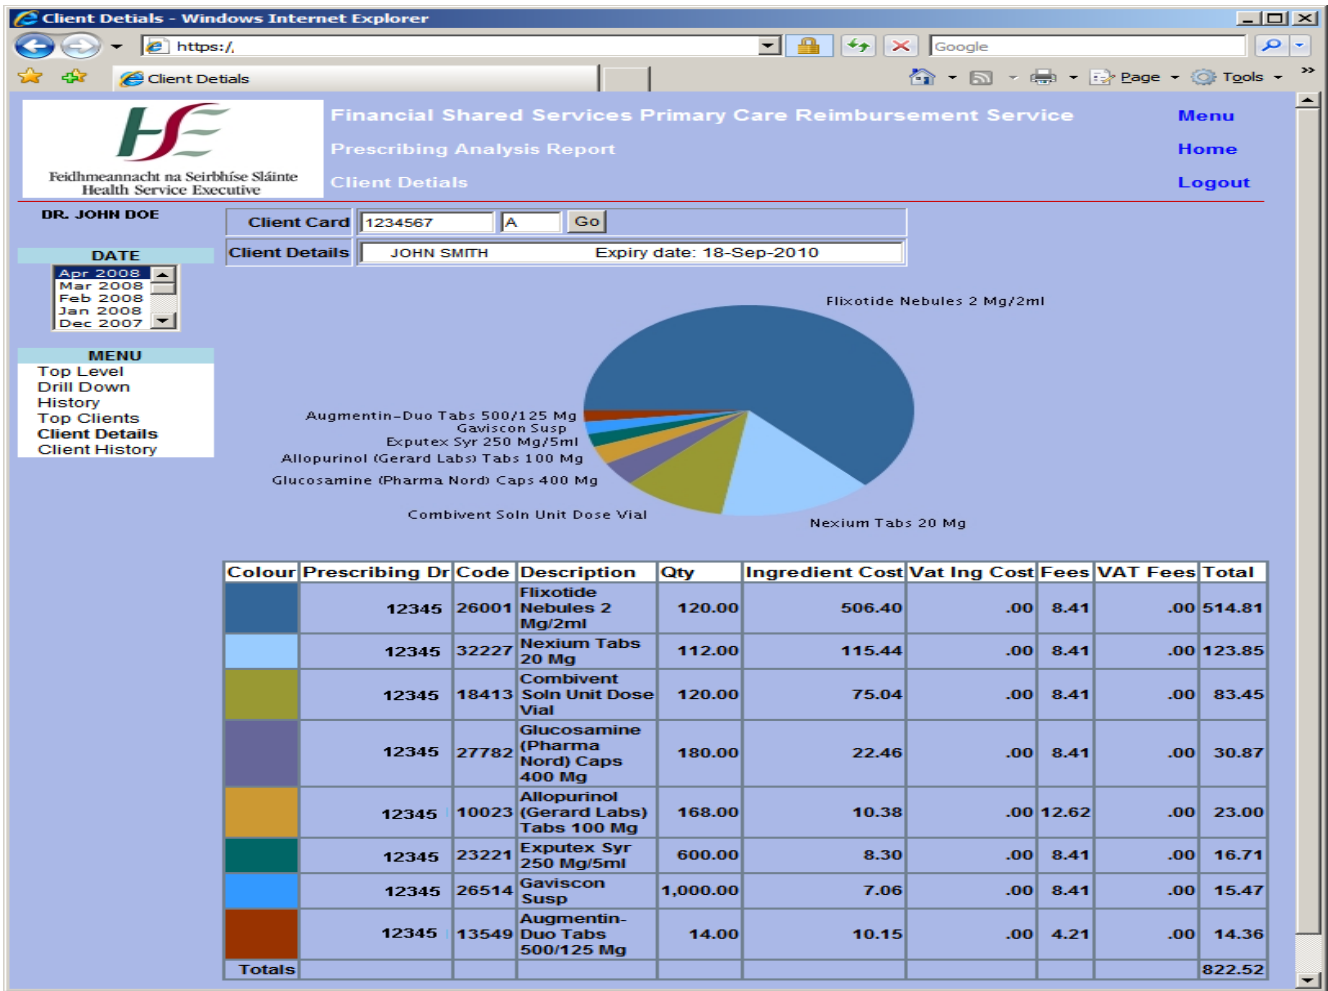 Client Detials - Windows Internet Explorer
https:/
Google
Client Detials
Page Tools »
Feidhmeannacht na Seirbhíse Sláinte
Health Service Executive
Financial Shared Services Primary Care Reimbursement Service
Menu
Prescribing Analysis Report
Home
Client Detials
Logout
DR. JOHN DOE
Client Card 1234567 A Go
Client Details JOHN SMITH Expiry date: 18-Sep-2010
DATE
Apr 2008
Mar 2008
Feb 2008
Jan 2008
Dec 2007
MENU
Top Level
Drill Down
History
Top Clients
Client Details
Client History
Flixotide Nebules 2 Mg/2ml
Augmentin-Duo Tabs 500/125 Mg
Gaviscon Susp
Exputex Syr 250 Mg/5ml
Allopurinol (Gerard Labs) Tabs 100 Mg
Glucosamine (Pharma Nord) Caps 400 Mg
Combivent Soln Unit Dose Vial
Nexium Tabs 20 Mg
Colour Prescribing Dr Code Description Qty Ingredient Cost Vat Ing Cost Fees VAT Fees Total
12345 26001 Flixotide Nebules 2 Mg/2ml 120.00 506.40 .00 8.41 .00 514.81
12345 32227 Nexium Tabs 20 Mg 112.00 115.44 .00 8.41 .00 123.85
12345 18413 Combivent Soln Unit Dose Vial 120.00 75.04 .00 8.41 .00 83.45
12345 27782 Glucosamine (Pharma Nord) Caps 400 Mg 180.00 22.46 .00 8.41 .00 30.87
12345 10023 Allopurinol (Gerard Labs) Tabs 100 Mg 168.00 10.38 .00 12.62 .00 23.00
12345 23221 Exputex Syr 250 Mg/5ml 600.00 8.30 .00 8.41 .00 16.71
12345 26514 Gaviscon Susp 1,000.00 7.06 .00 8.41 .00 15.47
12345 13549 Augmentin-Duo Tabs 500/125 Mg 14.00 10.15 .00 4.21 .00 14.36
Totals 822.52